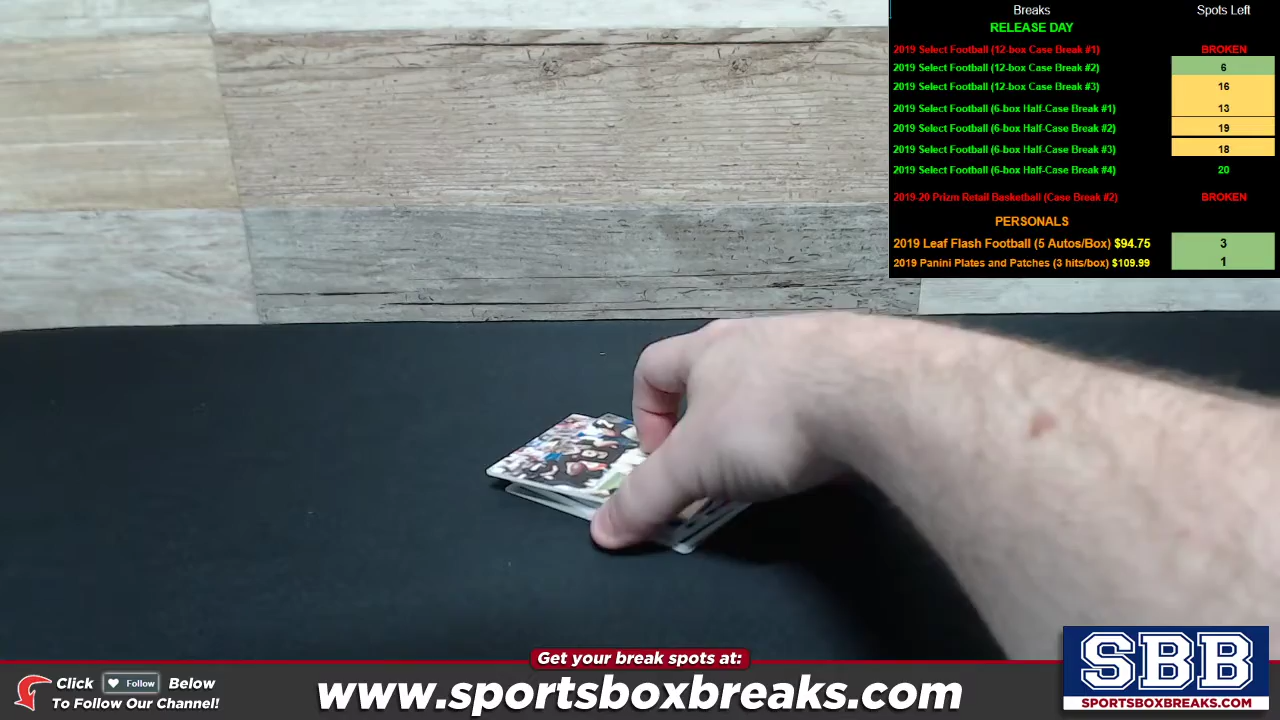 Breaks Spots Left
RELEASE DAY
2019 Select Football (12-box Case Break #1) BROKEN
2019 Select Football (12-box Case Break #2) 6
2019 Select Football (12-box Case Break #3) 16
2019 Select Football (6-box Half-Case Break #1) 13
2019 Select Football (6-box Half-Case Break #2) 19
2019 Select Football (6-box Half-Case Break #3) 18
2019 Select Football (6-box Half-Case Break #4) 20
2019-20 Prizm Retail Basketball (Case Break #2) BROKEN
PERSONALS
2019 Leaf Flash Football (5 Autos/Box) $94.75 3
2019 Panini Plates and Patches (3 hits/box) $109.99 1
Get your break spots at:
Click Follow Below
To Follow Our Channel!
www.sportsboxbreaks.com
SBB
SPORTSBOXBREAKS.COM